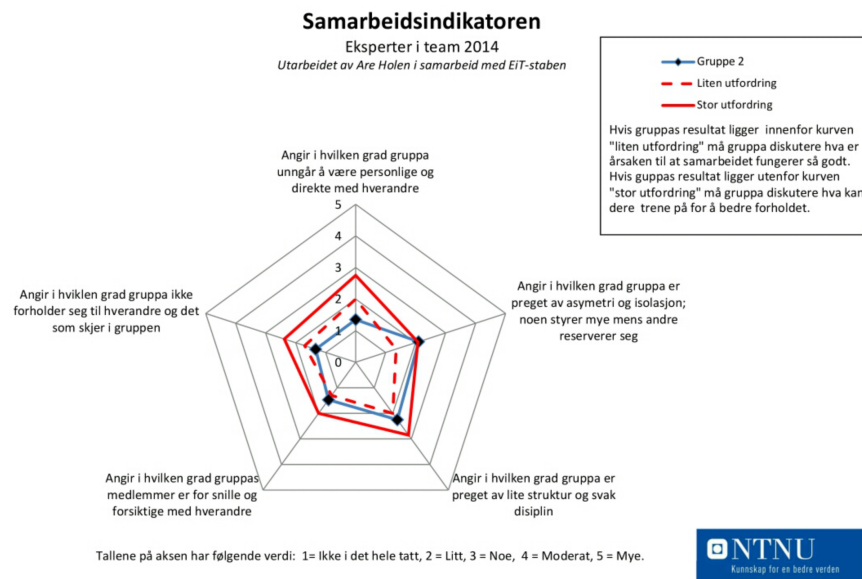 Samarbeidsindikatoren
Eksperter i team 2014
Utarbeidet av Are Holen i samarbeid med EiT-staben
Gruppe 2
Liten utfordring
Stor utfordring
Hvis gruppas resultat ligger innenfor kurven
"liten utfordring" må gruppa diskutere hva er
årsaken til at samarbeidet fungerer så godt.
Hvis guppas resultat ligger utenfor kurven
"stor utfordring" må gruppa diskutere hva kan
dere trene på for å bedre forholdet.
Angir i hvilken grad gruppa
unngår å være personlige og
direkte med hverandre
5
4
3
2
1
0
Angir i hvilken grad gruppa er
preget av asymetri og isolasjon;
noen styrer mye mens andre
reserverer seg
Angir i hviklen grad gruppa ikke
forholder seg til hverandre og det
som skjer i gruppen
Angir i hvilken grad gruppas
medlemmer er for snille og
forsiktige med hverandre
Angir i hvilken grad gruppa er
preget av lite struktur og svak
disiplin
Tallene på aksen har følgende verdi: 1= Ikke i det hele tatt, 2 = Litt, 3 = Noe, 4 = Moderat, 5 = Mye.
NTNU
Kunnskap for en bedre verden